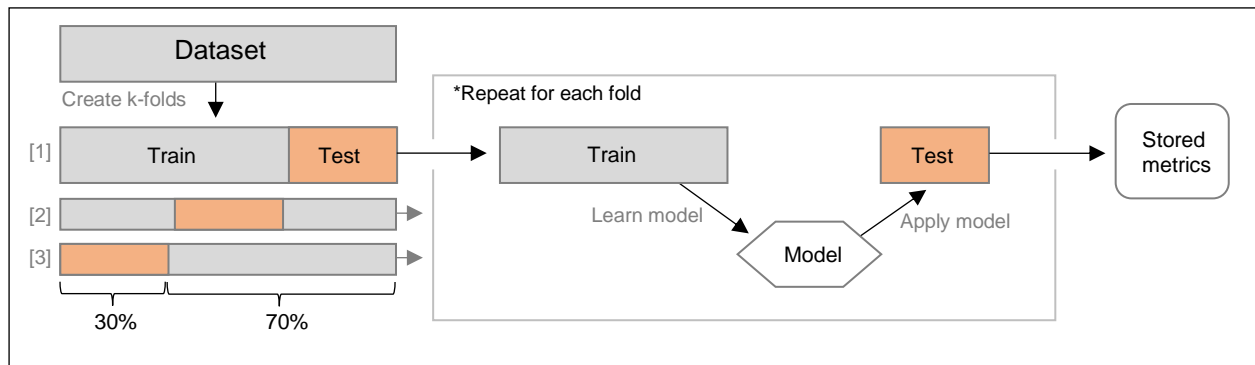 Dataset
Create k-folds
[1]
Train
Test
[2]
[3]
30%
70%
*Repeat for each fold
Train
Test
Learn model
Apply model
Model
Stored
metrics